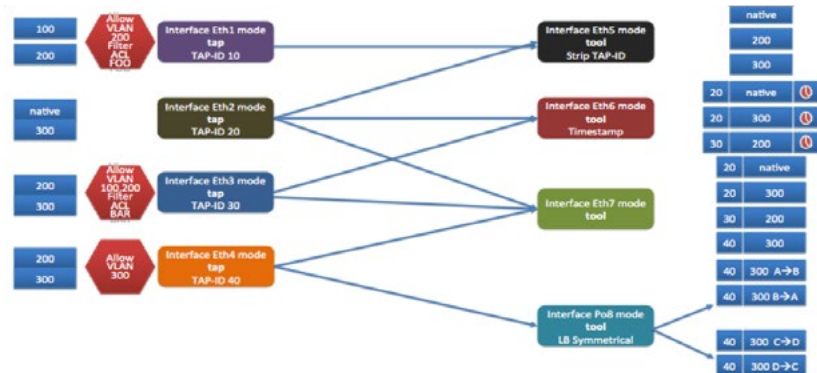 100
200
Allow
VLAN
200
Filter
ACL
FOO
Interface Eth1 mode
tap
TAP-ID 10
Interface Eth5 mode
tool
Strip TAP-ID
native
200
300
native
300
Interface Eth2 mode
tap
TAP-ID 20
Interface Eth6 mode
tool
Timestamp
20 native
20 300
30 200
200
300
Allow
VLAN
100,200
Filter
ACL
BAR
Interface Eth3 mode
tap
TAP-ID 30
Interface Eth7 mode
tool
20 native
20 300
30 200
40 300
200
300
Allow
VLAN
300
Interface Eth4 mode
tap
TAP-ID 40
Interface Po8 mode
tool
LB Symmetrical
40 300 A→B
40 300 B→A
40 300 C→D
40 300 D→C